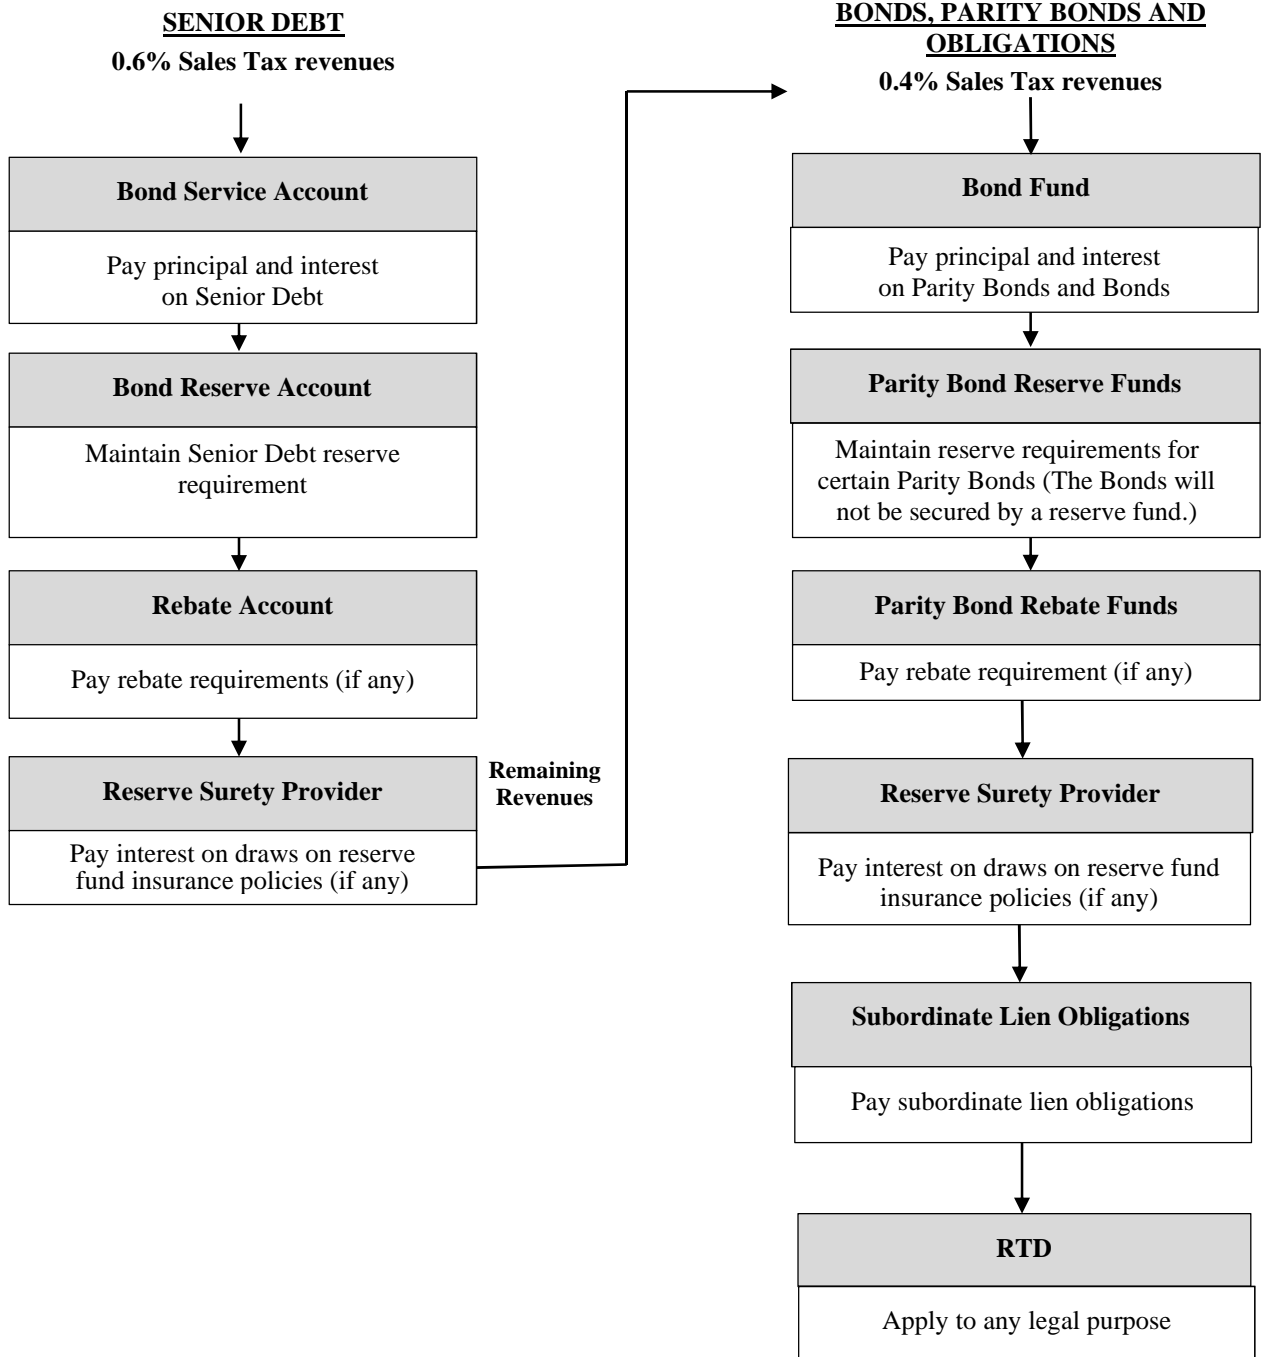 SENIOR DEBT
0.6% Sales Tax revenues
Bond Service Account
Pay principal and interest
on Senior Debt
Bond Reserve Account
Maintain Senior Debt reserve
requirement
Rebate Account
Pay rebate requirements (if any)
Reserve Surety Provider
Pay interest on draws on reserve
fund insurance policies (if any)
Remaining
Revenues
BONDS, PARITY BONDS AND
OBLIGATIONS
0.4% Sales Tax revenues
Bond Fund
Pay principal and interest
on Parity Bonds and Bonds
Parity Bond Reserve Funds
Maintain reserve requirements for
certain Parity Bonds (The Bonds will
not be secured by a reserve fund.)
Parity Bond Rebate Funds
Pay rebate requirement (if any)
Reserve Surety Provider
Pay interest on draws on reserve fund
insurance policies (if any)
Subordinate Lien Obligations
Pay subordinate lien obligations
RTD
Apply to any legal purpose